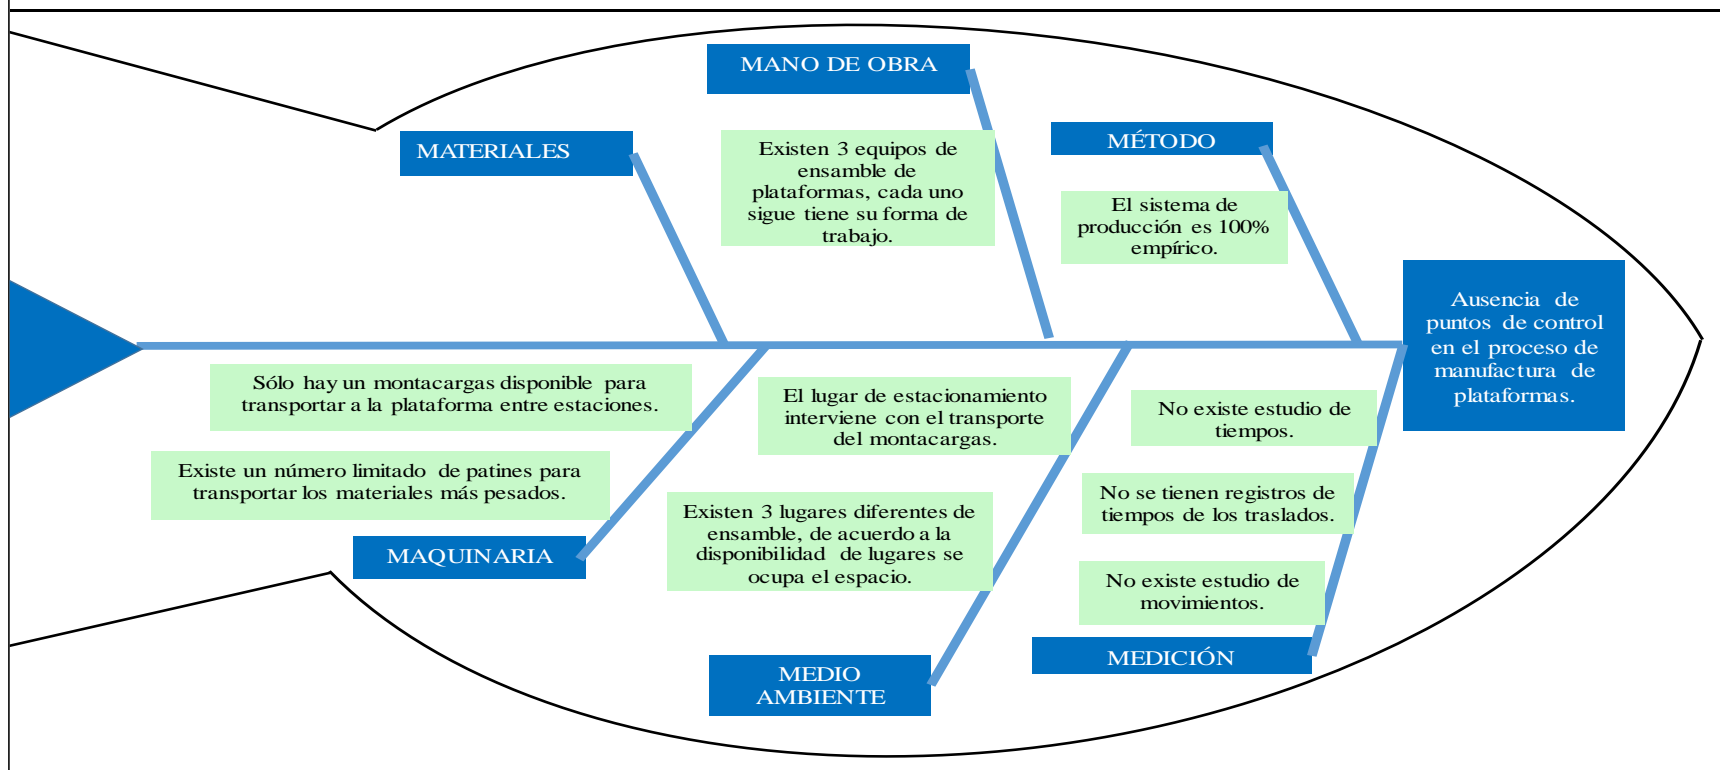 MANO DE OBRA
MATERIALES
MÉTODO
Existen 3 equipos de
ensamble de
plataformas, cada uno
sigue tiene su forma de
trabajo.
El sistema de
producción es 100%
empírico.
Ausencia de
puntos de control
en el proceso de
manufactura de
plataformas.
Sólo hay un montacargas disponible para
transportar a la plataforma entre estaciones.
Existe un número limitado de patines para
transportar los materiales más pesados.
MAQUINARIA
El lugar de estacionamiento
interviene con el transporte
del montacargas.
Existen 3 lugares diferentes de
ensamble, de acuerdo a la
disponibilidad de lugares se
ocupa el espacio.
MEDIO
AMBIENTE
No existe estudio de
tiempos.
No se tienen registros de
tiempos de los traslados.
No existe estudio de
movimientos.
MEDICIÓN